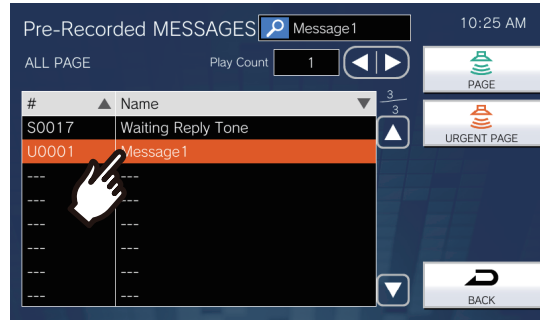 Pre-Recorded MESSAGES Message1 10:25 AM
ALL PAGE Play Count 1
PAGE
# Name 3/3
S0017 Waiting Reply Tone
URGENT PAGE
U0001 Message1
--- ---
--- ---
--- ---
--- ---
--- ---
--- ---
BACK